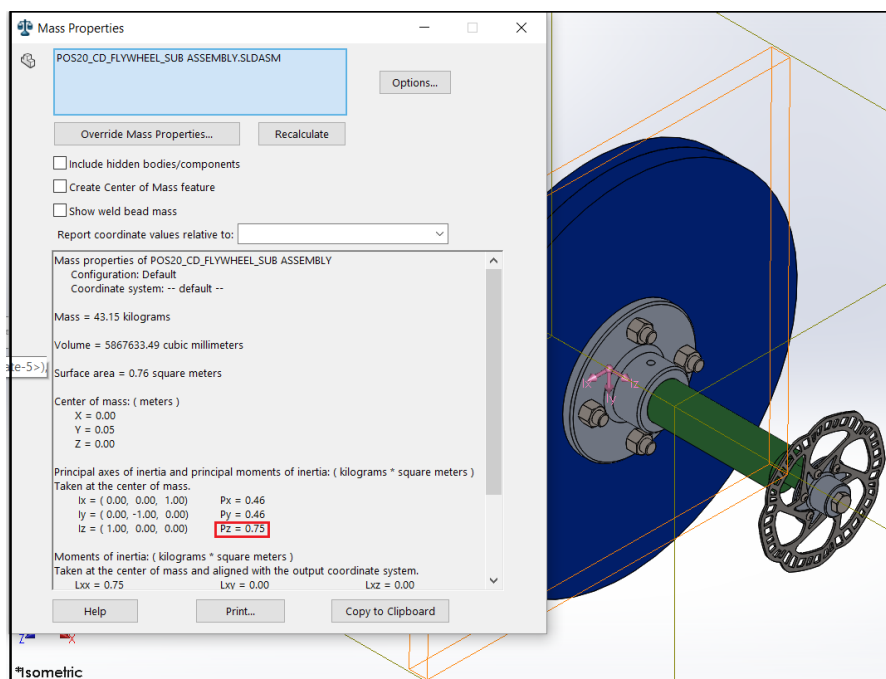 Mass Properties
POS20_CD_FLYWHEEL_SUB ASSEMBLY.SLDASM
Options...
Override Mass Properties...
Recalculate
Include hidden bodies/components
Create Center of Mass feature
Show weld bead mass
Report coordinate values relative to:
Mass properties of POS20_CD_FLYWHEEL_SUB ASSEMBLY
Configuration: Default
Coordinate system: -- default --
Mass = 43.15 kilograms
Volume = 5867633.49 cubic millimeters
Surface area = 0.76 square meters
Center of mass: ( meters )
X = 0.00
Y = 0.05
Z = 0.00
Principal axes of inertia and principal moments of inertia: ( kilograms * square meters )
Taken at the center of mass.
Ix = ( 0.00, 0.00, 1.00) Px = 0.46
Iy = ( 0.00, -1.00, 0.00) Py = 0.46
Iz = ( 1.00, 0.00, 0.00) Pz = 0.75
Moments of inertia: ( kilograms * square meters )
Taken at the center of mass and aligned with the output coordinate system.
Lxx = 0.75 Lxy = 0.00 Lxz = 0.00
Help
Print...
Copy to Clipboard
ate-5>)
Ix
Iz
Iy
Z
X
*Isometric